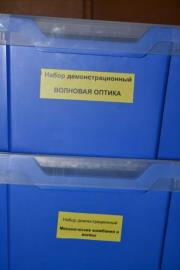 Набор демонстрационный
ВОЛНОВАЯ ОПТИКА
Набор демонстрационный
Механические колебания и
волны